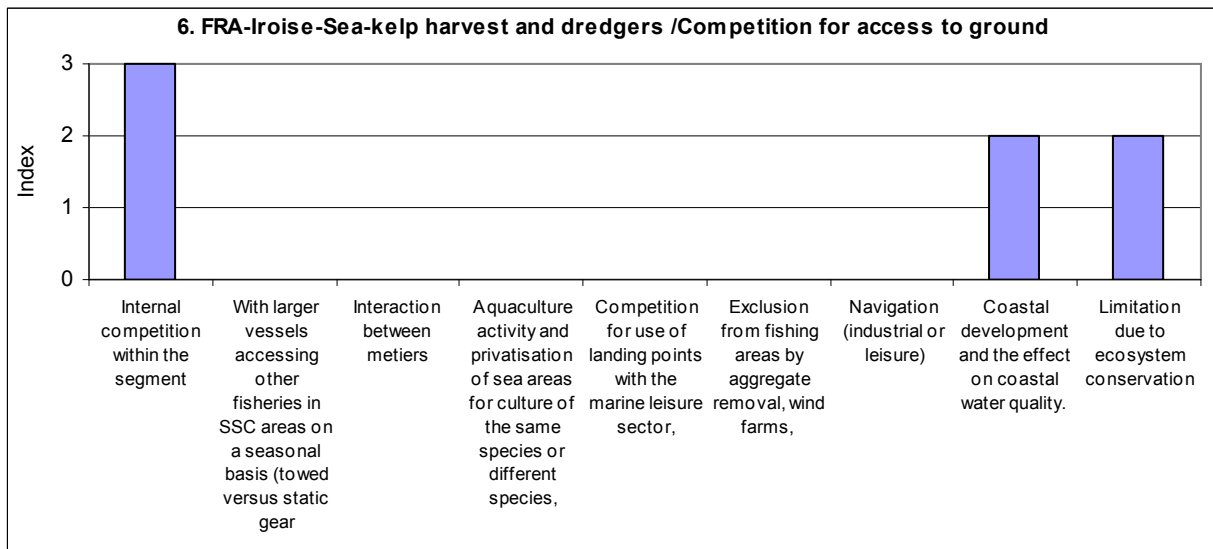 6. FRA-Iroise-Sea-kelp harvest and dredgers /Competition for access to ground
3
2
1
0
Index
Internal
competition
within the
segment
With larger
vessels
accessing
other
fisheries in
SSC areas on
a seasonal
basis (towed
versus static
gear
Interaction
between
metiers
Aquaculture
activity and
privatisation
of sea areas
for culture of
the same
species or
different
species,
Competition
for use of
landing points
with the
marine leisure
sector,
Exclusion
from fishing
areas by
aggregate
removal, wind
farms,
Navigation
(industrial or
leisure)
Coastal
development
and the effect
on coastal
water quality.
Limitation
due to
ecosystem
conservation